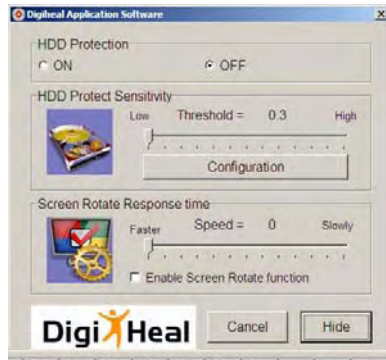 Digiheal Application Software
HDD Protection
ON OFF
HDD Protect Sensitivity
Low Threshold = 0.3 High
Configuration
Screen Rotate Response time
Faster Speed = 0 Slowly
Enable Screen Rotate function
Digi Heal Cancel Hide